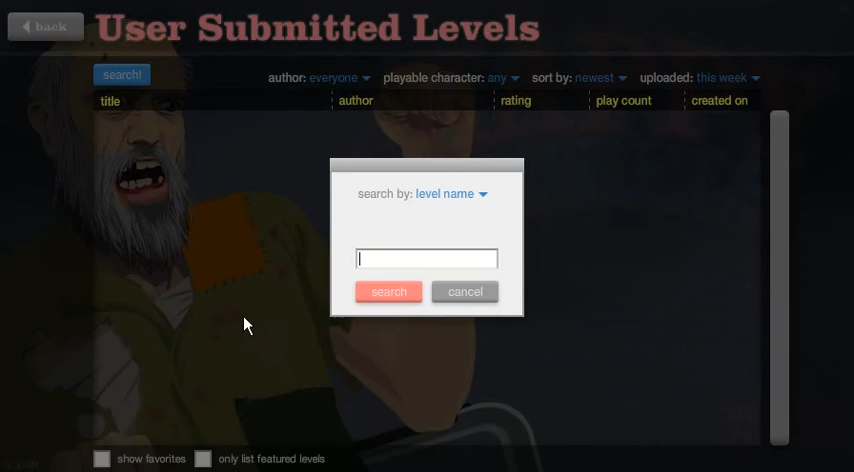 back
User Submitted Levels
search!
author: everyone playable character: any sort by: newest uploaded: this week
title author rating play count created on
search by: level name
search cancel
show favorites only list featured levels